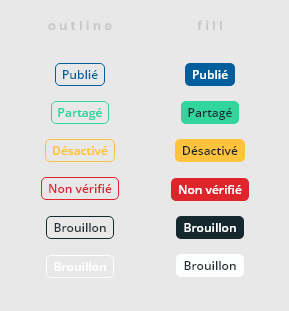 outline fill
Publié Publié
Partagé Partagé
Désactivé Désactivé
Non vérifié Non vérifié
Brouillon Brouillon
Brouillon Brouillon